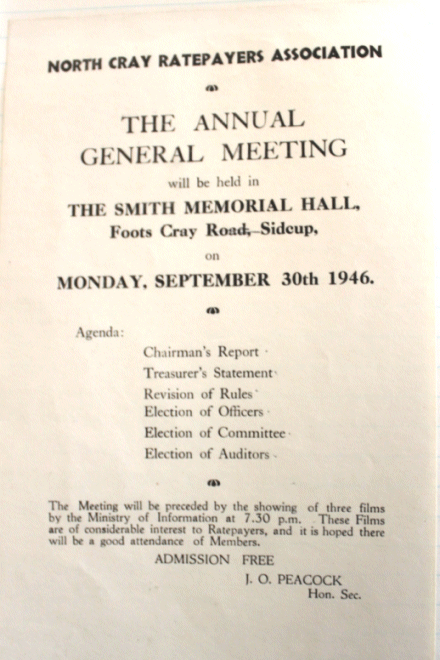 NORTH CRAY RATEPAYERS ASSOCIATION
THE ANNUAL
GENERAL MEETING
will be held in
THE SMITH MEMORIAL HALL,
Foots Cray Road, Sidcup,
on
MONDAY, SEPTEMBER 30th 1946.
Agenda:
Chairman's Report
Treasurer's Statement
Revision of Rules
Election of Officers
Election of Committee
Election of Auditors
The Meeting will be preceded by the showing of three films
by the Ministry of Information at 7.30 p.m. These Films
are of considerable interest to Ratepayers, and it is hoped there
will be a good attendance of Members.
ADMISSION FREE
J. O. PEACOCK
Hon. Sec.